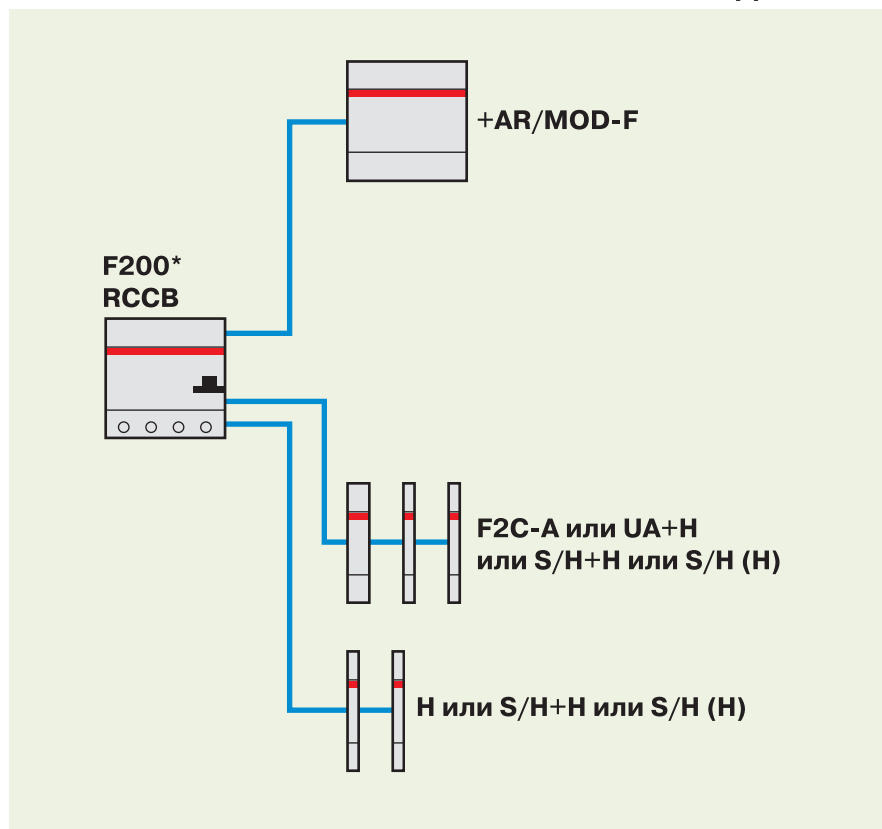 +AR/MOD-F
F200*
RCCB
F2C-A или UA+H
или S/H+H или S/H (H)
H или S/H+H или S/H (H)